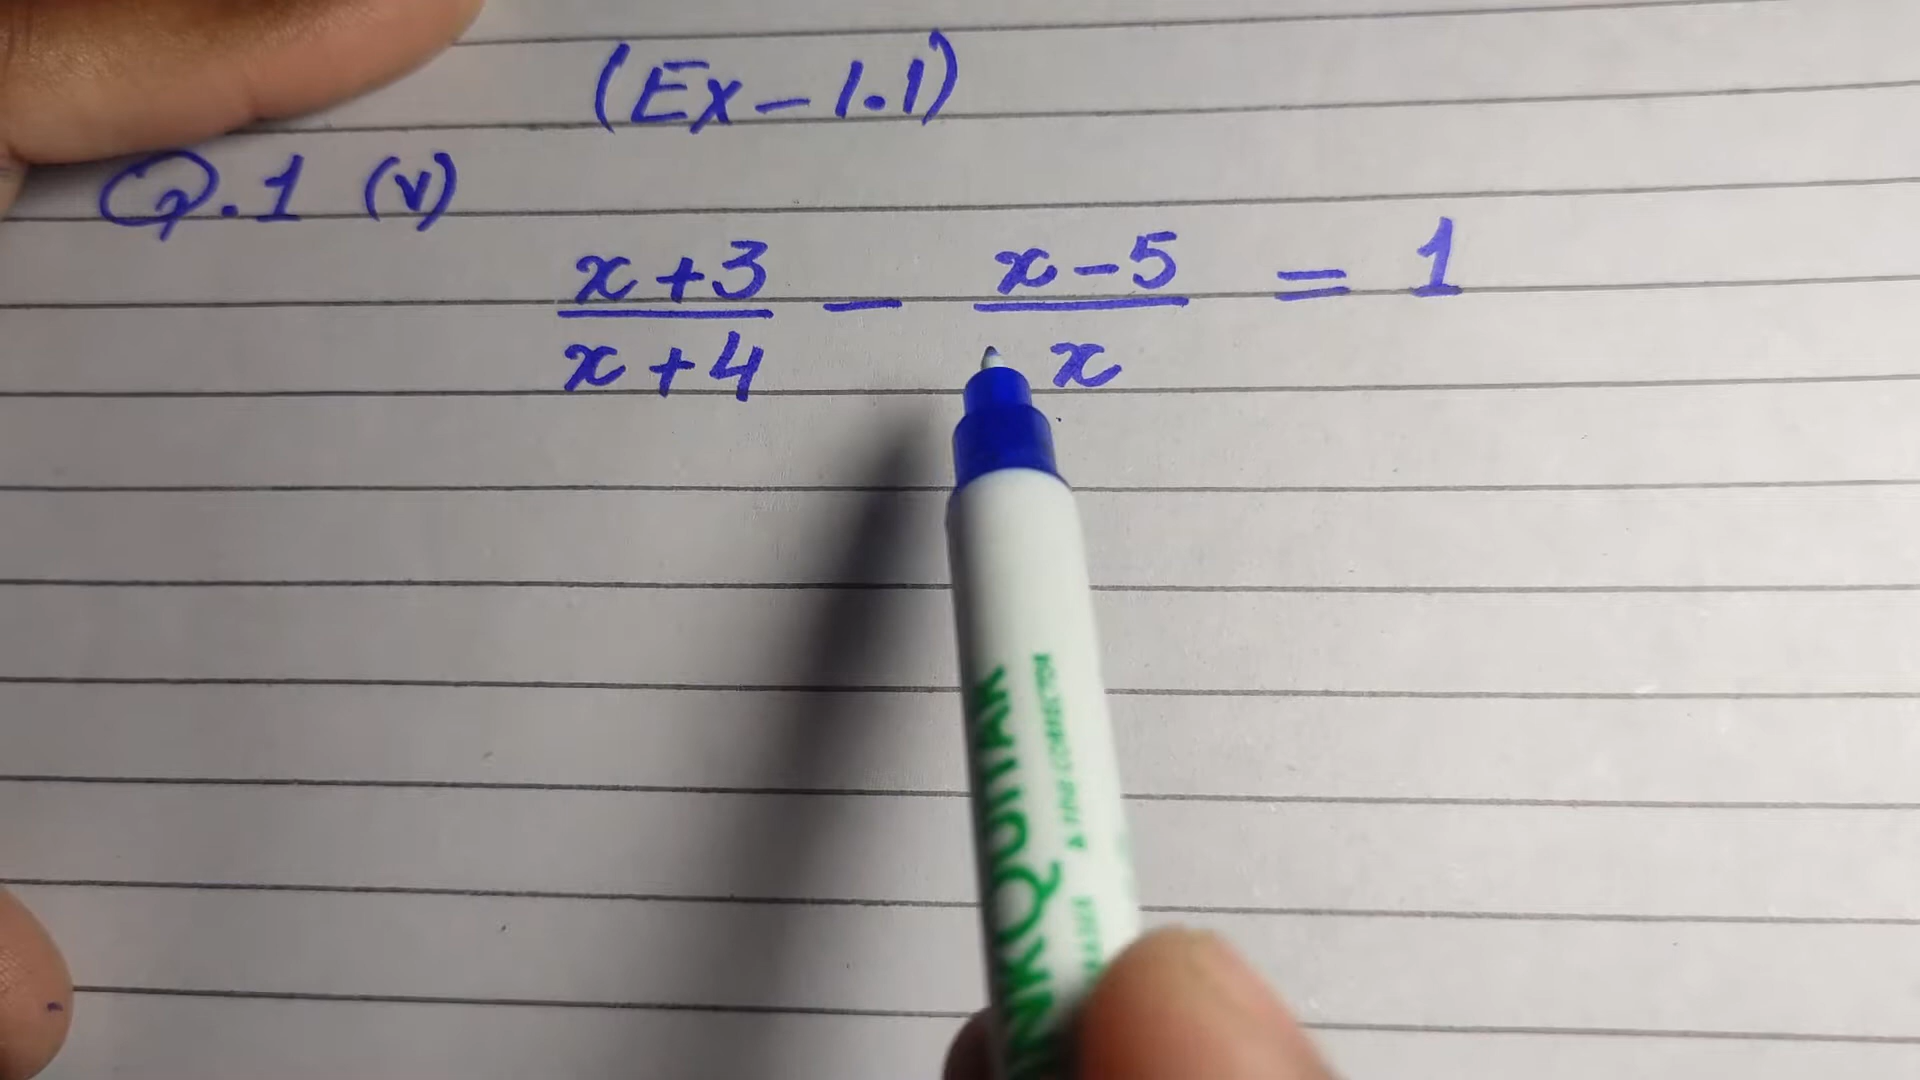 (Ex - 1.1)
Q.1 (v)
x+3 / x+4 - x-5 / x = 1